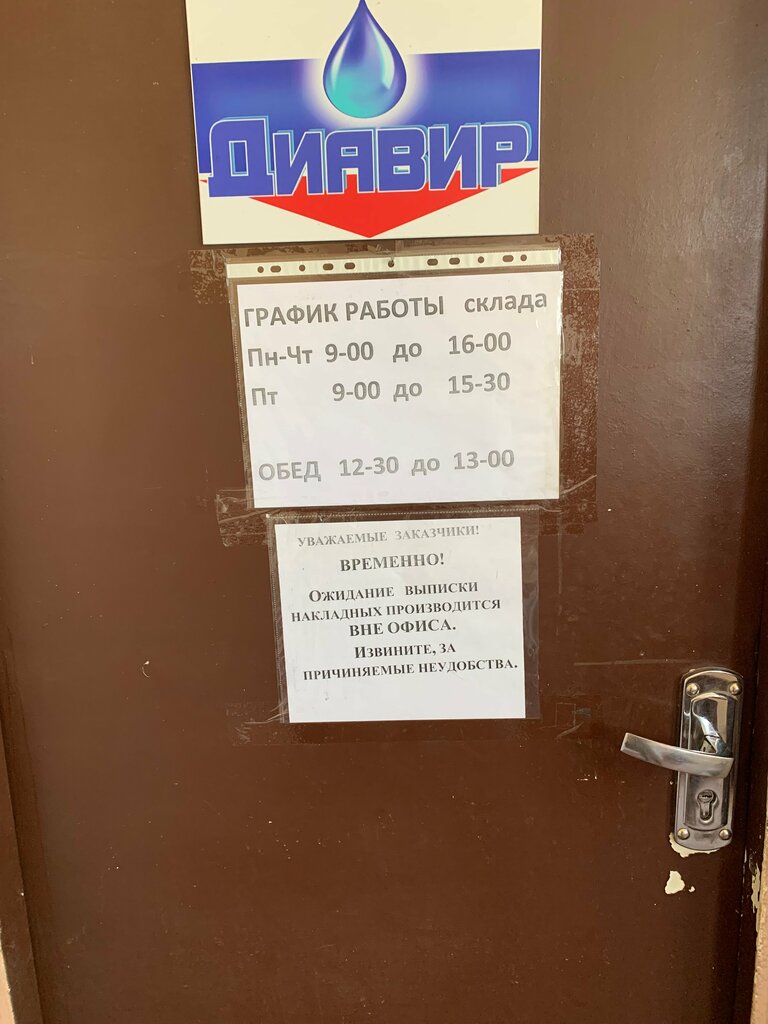 ДИАВИР
ГРАФИК РАБОТЫ склада
Пн-Чт 9-00 до 16-00
Пт 9-00 до 15-30
ОБЕД 12-30 до 13-00
УВАЖАЕМЫЕ ЗАКАЗЧИКИ!
ВРЕМЕННО!
ОЖИДАНИЕ ВЫПИСКИ
НАКЛАДНЫХ ПРОИЗВОДИТСЯ
ВНЕ ОФИСА.
ИЗВИНИТЕ, ЗА
ПРИЧИНЯЕМЫЕ НЕУДОБСТВА.